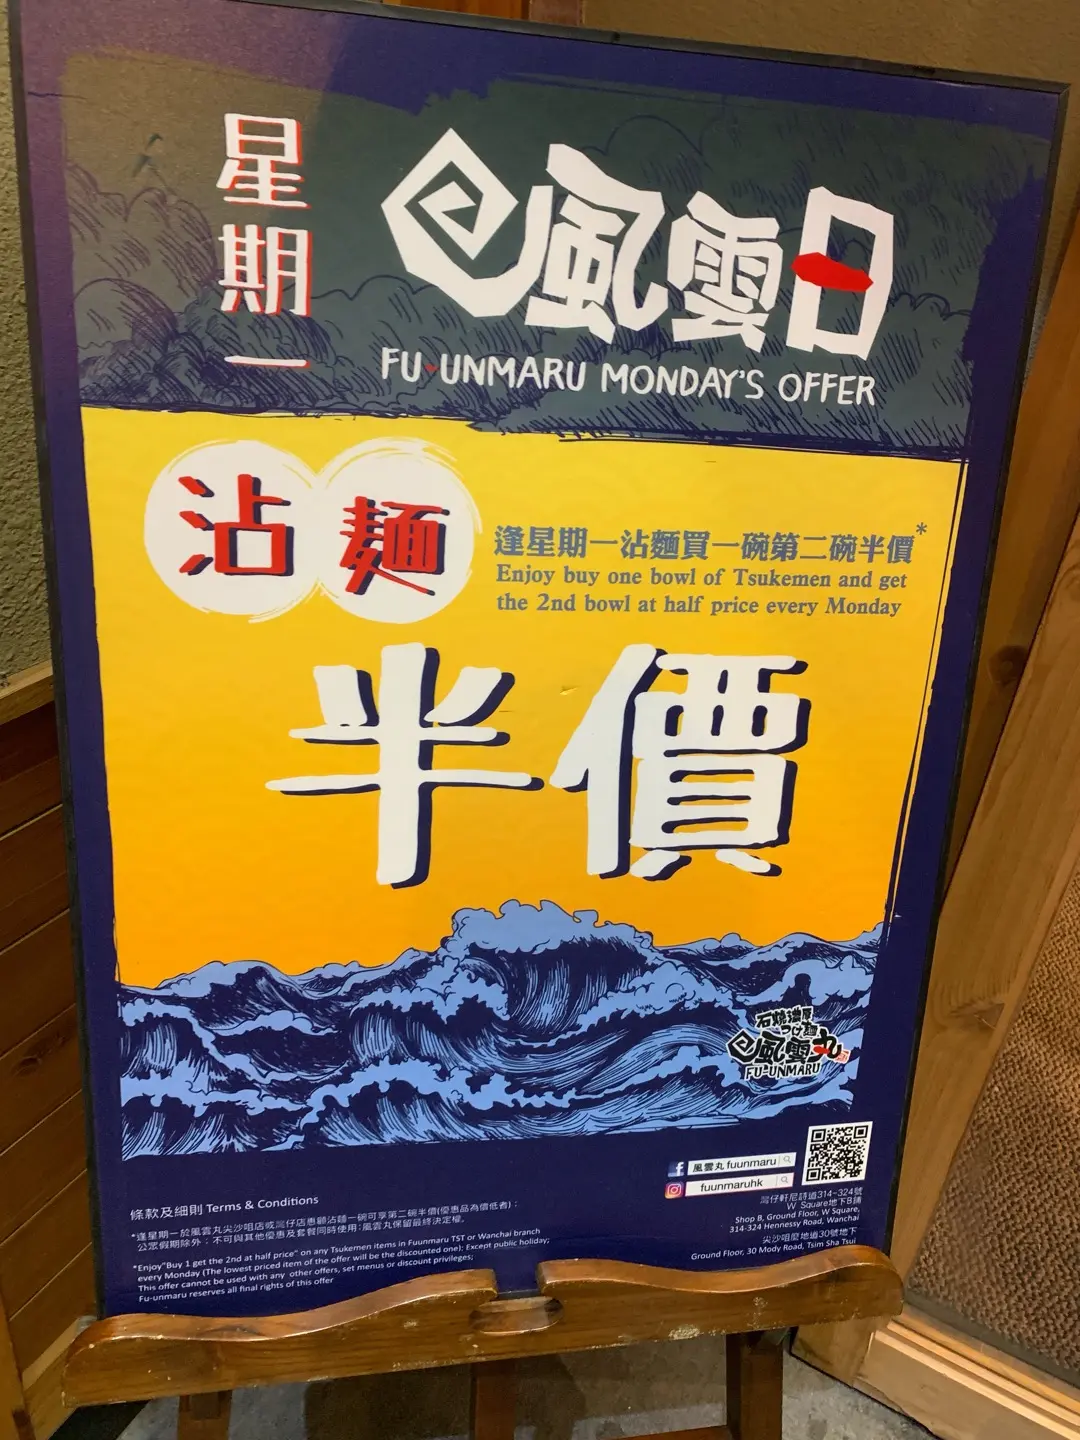 星期一
風雲日
FU-UNMARU MONDAY'S OFFER
沾麵
逢星期一沾麵買一碗第二碗半價*
Enjoy buy one bowl of Tsukemen and get
the 2nd bowl at half price every Monday
半價
つけ麺
風雲丸
FU-UNMARU
風雲丸 fuunmaru
fuunmaruhk
灣仔軒尼詩道314-324號
W Square地下B舖
Shop B, Ground Floor, W Square,
314-324 Hennessy Road, Wanchai
尖沙咀麼地道30號地下
Ground Floor, 30 Mody Road, Tsim Sha Tsui
條款及細則 Terms & Conditions
*逢星期一於風雲丸尖沙咀店或灣仔店惠顧沾麵一碗可享第二碗半價(優惠品為價低者);
公眾假期除外;不可與其他優惠及套餐同時使用;風雲丸保留最終決定權。
*Enjoy"Buy 1 get the 2nd at half price" on any Tsukemen items in Fuunmaru TST or Wanchai branch
every Monday (The lowest priced item of the offer will be the discounted one); Except public holiday;
This offer cannot be used with any other offers, set menus or discount privileges;
Fu-unmaru reserves all final rights of this offer